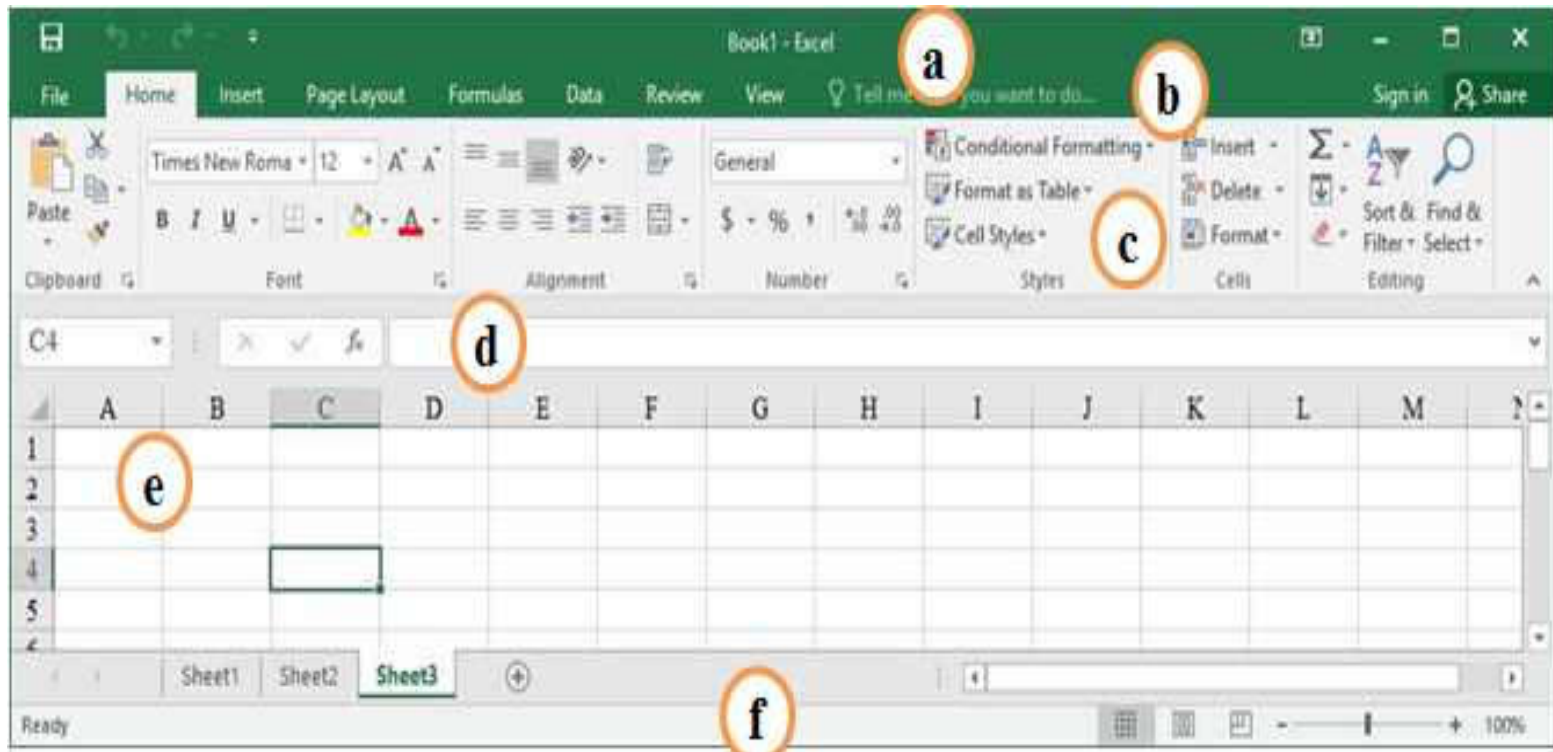 Book1 - Excel
a
File Home Insert Page Layout Formulas Data Review View Tell me you want to do... b Sign in Share
Times New Roma 12 A A General Conditional Formatting Insert Σ A Z
Paste B I U A $ % , Format as Table Delete Sort & Find &
Cell Styles c Format Filter Select
Clipboard Font Alignment Number Styles Cells Editing
C4 fx d
A B C D E F G H I J K L M
1
2 e
3
4
5
Sheet1 Sheet2 Sheet3
Ready f 100%